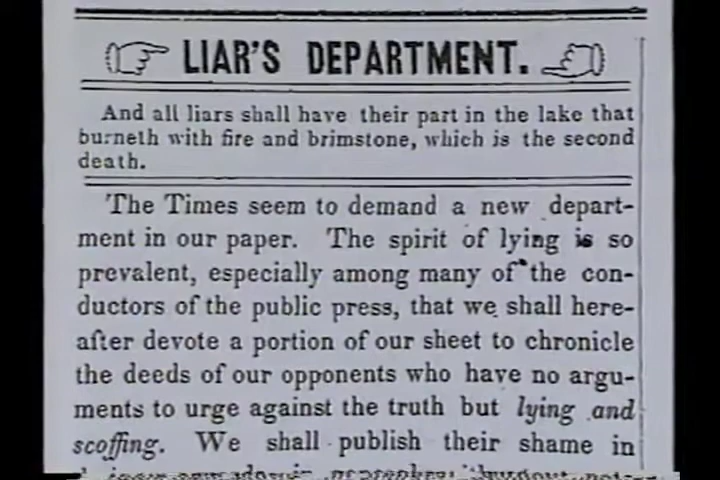 LIAR'S DEPARTMENT.
And all liars shall have their part in the lake that
burneth with fire and brimstone, which is the second
death.
The Times seem to demand a new depart-
ment in our paper. The spirit of lying is so
prevalent, especially among many of the con-
ductors of the public press, that we shall here-
after devote a portion of our sheet to chronicle
the deeds of our opponents who have no argu-
ments to urge against the truth but lying and
scoffing. We shall publish their shame in